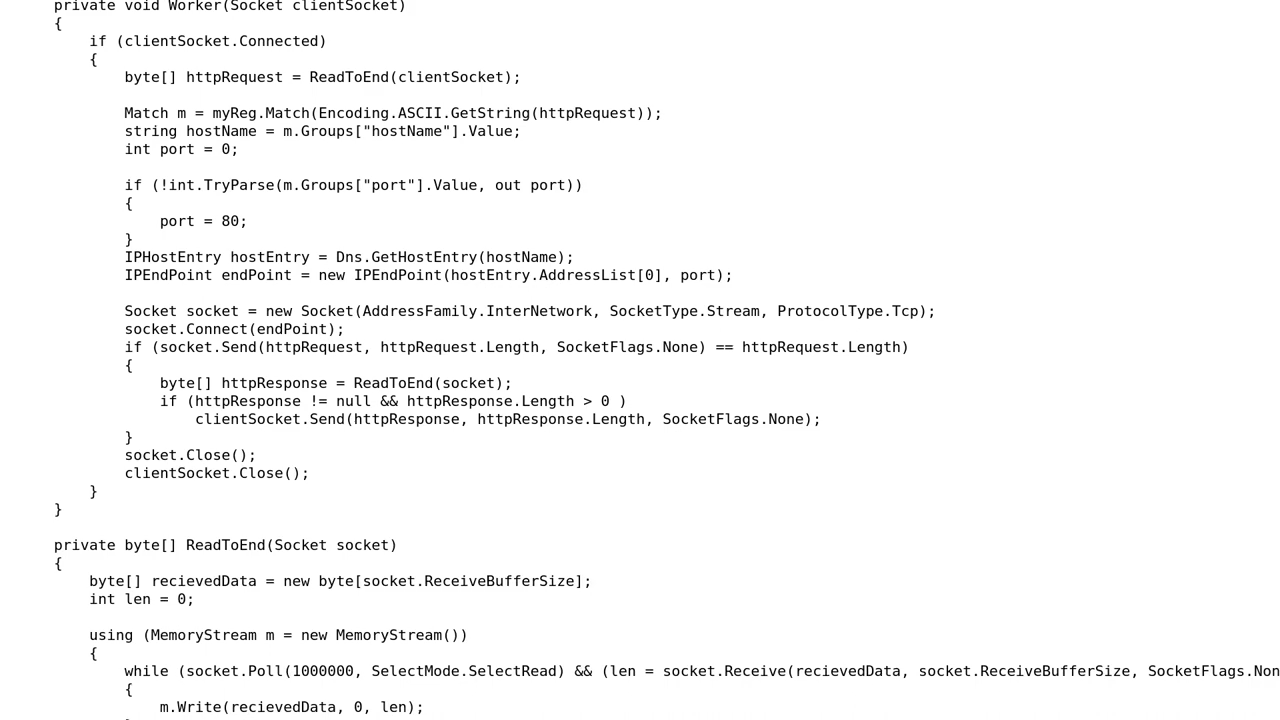 private void Worker(Socket clientSocket)
{
if (clientSocket.Connected)
{
byte[] httpRequest = ReadToEnd(clientSocket);
Match m = myReg.Match(Encoding.ASCII.GetString(httpRequest));
string hostName = m.Groups["hostName"].Value;
int port = 0;
if (!int.TryParse(m.Groups["port"].Value, out port))
{
port = 80;
}
IPHostEntry hostEntry = Dns.GetHostEntry(hostName);
IPEndPoint endPoint = new IPEndPoint(hostEntry.AddressList[0], port);
Socket socket = new Socket(AddressFamily.InterNetwork, SocketType.Stream, ProtocolType.Tcp);
socket.Connect(endPoint);
if (socket.Send(httpRequest, httpRequest.Length, SocketFlags.None) == httpRequest.Length)
{
byte[] httpResponse = ReadToEnd(socket);
if (httpResponse != null && httpResponse.Length > 0 )
clientSocket.Send(httpResponse, httpResponse.Length, SocketFlags.None);
}
socket.Close();
clientSocket.Close();
}
}
private byte[] ReadToEnd(Socket socket)
{
byte[] recievedData = new byte[socket.ReceiveBufferSize];
int len = 0;
using (MemoryStream m = new MemoryStream())
{
while (socket.Poll(1000000, SelectMode.SelectRead) && (len = socket.Receive(recievedData, socket.ReceiveBufferSize, SocketFlags.Non
{
m.Write(recievedData, 0, len);